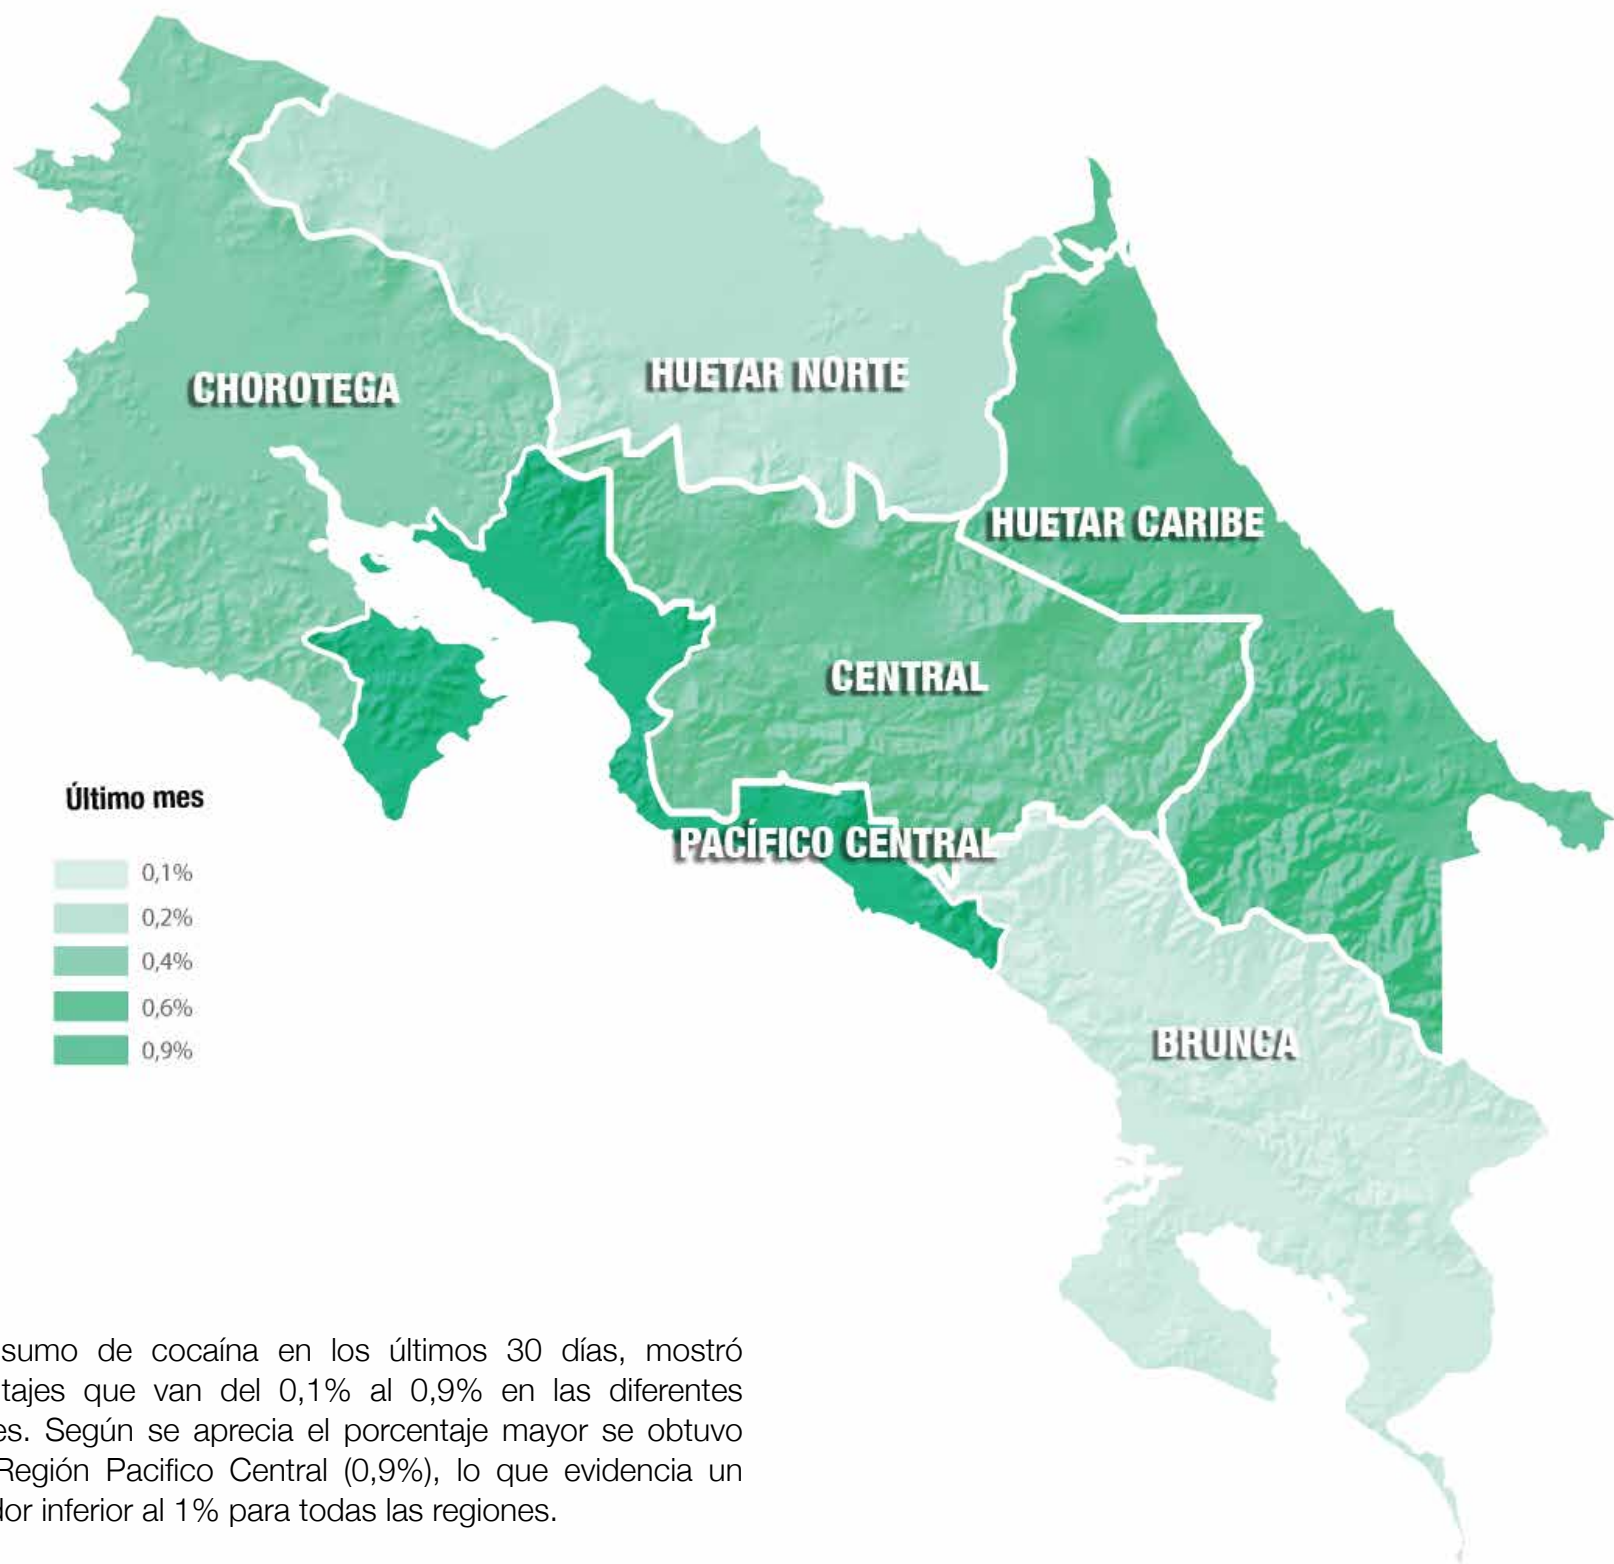 CHOROTEGA
HUETAR NORTE
HUETAR CARIBE
CENTRAL
PACÍFICO CENTRAL
BRUNCA
Último mes
0,1%
0,2%
0,4%
0,6%
0,9%
sumo de cocaína en los últimos 30 días, mostró
tajes que van del 0,1% al 0,9% en las diferentes
es. Según se aprecia el porcentaje mayor se obtuvo
Región Pacifico Central (0,9%), lo que evidencia un
dor inferior al 1% para todas las regiones.